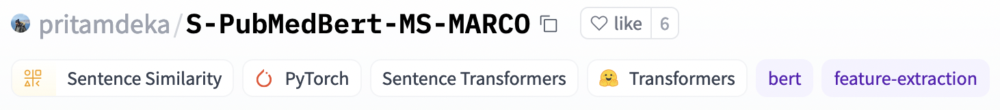 pritamdeka/S-PubMedBert-MS-MARCO like 6
Sentence Similarity PyTorch Sentence Transformers Transformers bert feature-extraction